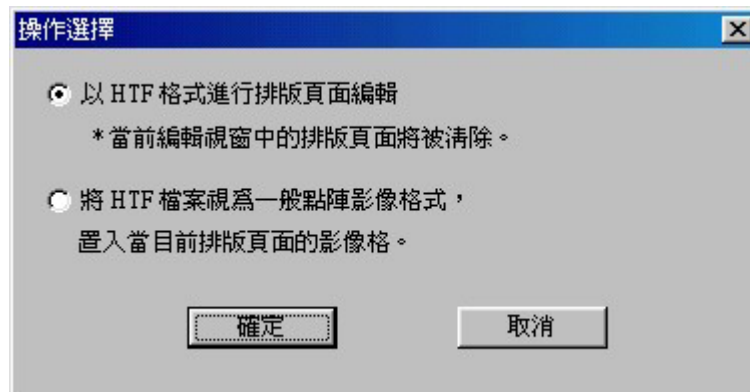 操作選擇
以 HTF 格式進行排版頁面編輯
*當前編輯視窗中的排版頁面將被清除。
將 HTF 檔案視爲一般點陣影像格式，
置入當目前排版頁面的影像格。
確定
取消